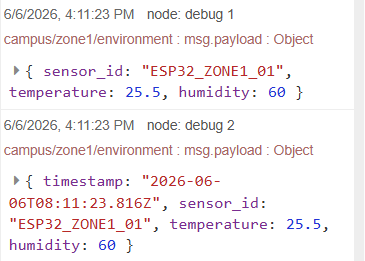 6/6/2026, 4:11:23 PM node: debug 1
campus/zone1/environment : msg.payload : Object
{ sensor_id: "ESP32_ZONE1_01",
temperature: 25.5, humidity: 60 }
6/6/2026, 4:11:23 PM node: debug 2
campus/zone1/environment : msg.payload : Object
{ timestamp: "2026-06-
06T08:11:23.816Z", sensor_id:
"ESP32_ZONE1_01", temperature: 25.5,
humidity: 60 }